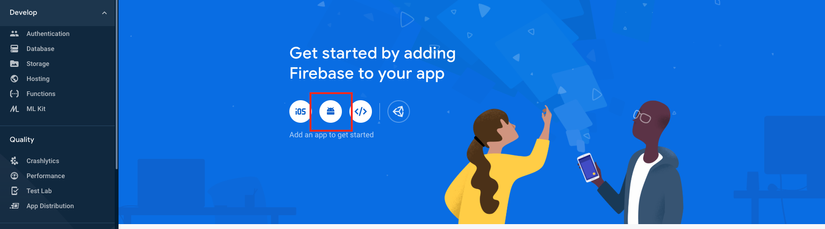 Develop
Authentication
Database
Storage
Hosting
Functions
ML Kit
Quality
Crashlytics
Performance
Test Lab
App Distribution
Get started by adding
Firebase to your app
iOS
Add an app to get started